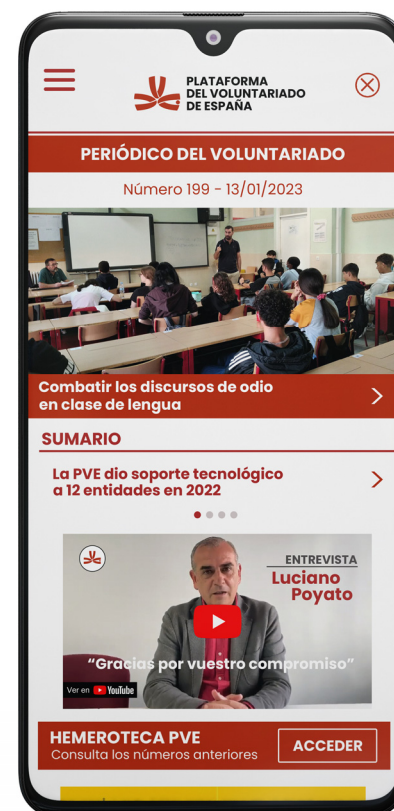 PLATAFORMA
DEL VOLUNTARIADO
DE ESPAÑA
PERIÓDICO DEL VOLUNTARIADO
Número 199 - 13/01/2023
Combatir los discursos de odio
en clase de lengua
SUMARIO
La PVE dio soporte tecnológico
a 12 entidades en 2022
ENTREVISTA
Luciano
Poyato
“Gracias por vuestro compromiso”
Ver en YouTube
HEMEROTECA PVE
Consulta los números anteriores
ACCEDER